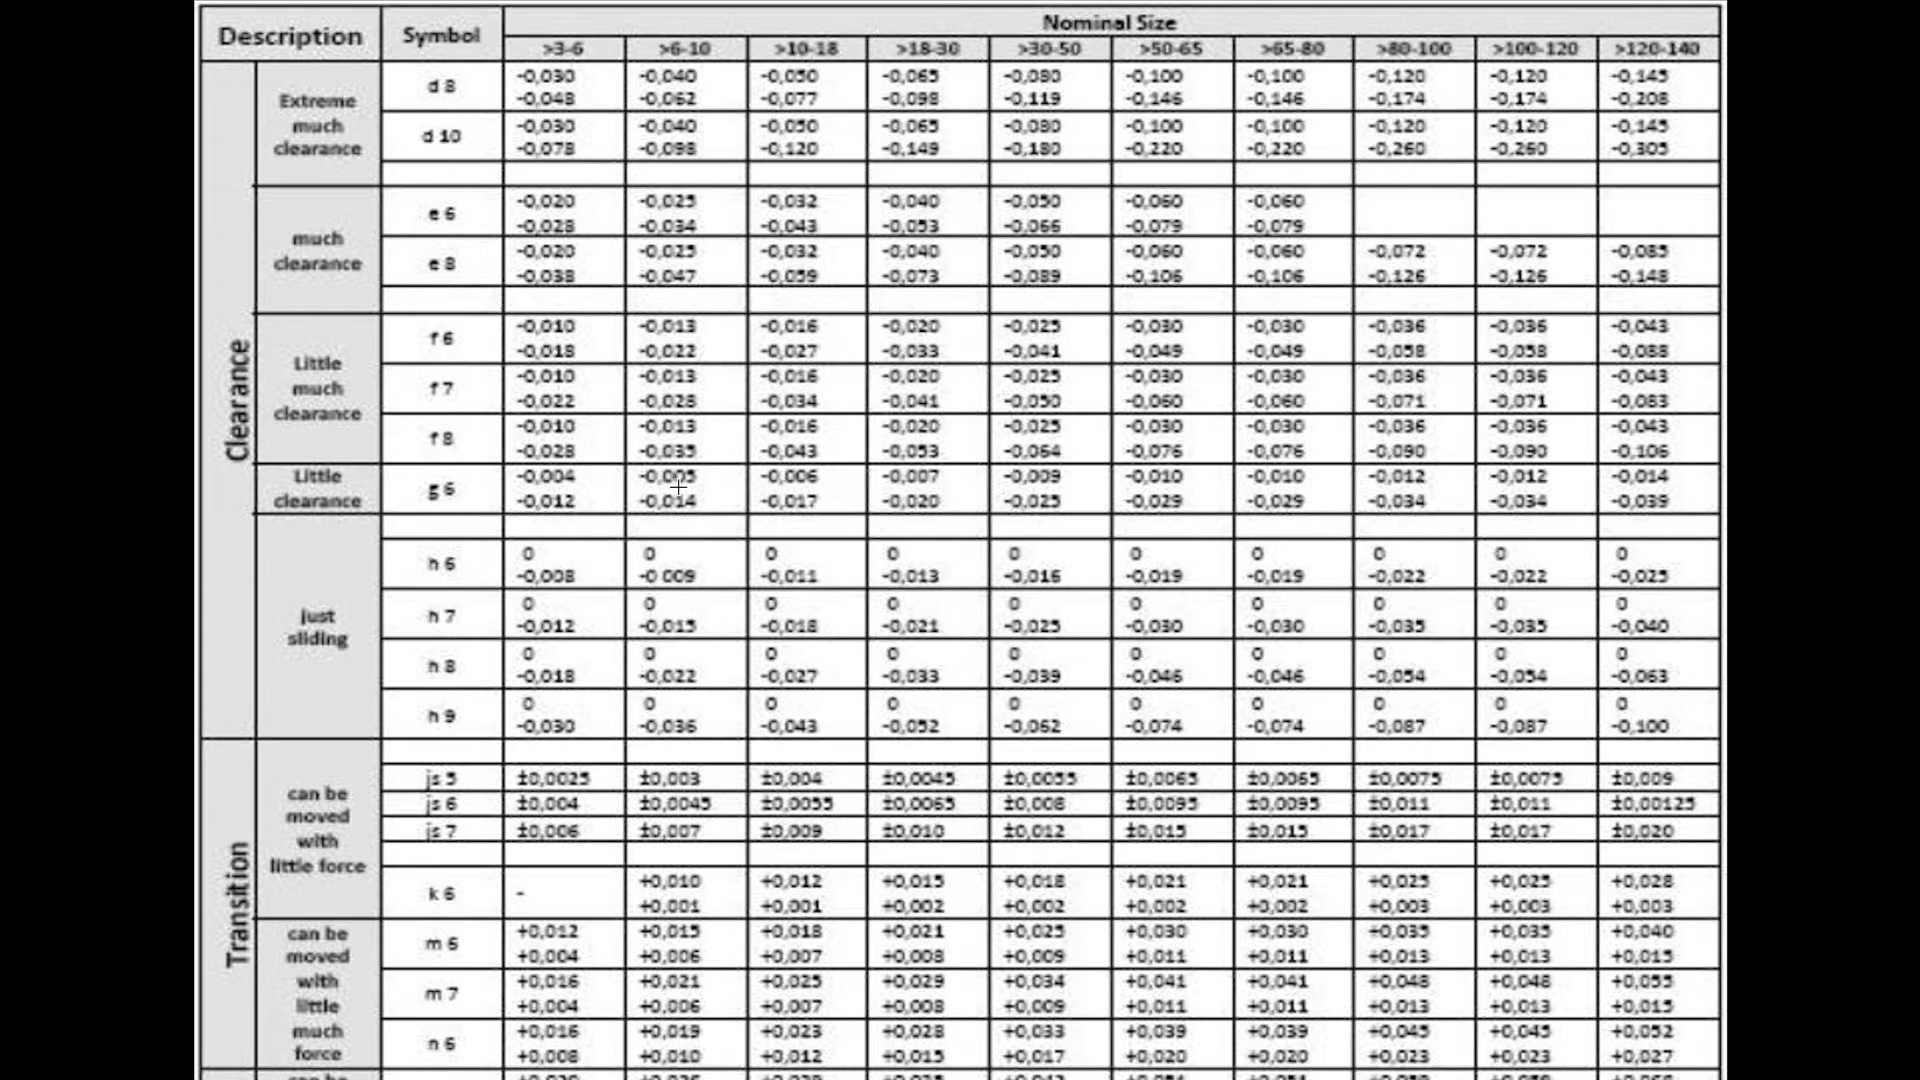 Description Symbol Nominal Size
>3-6 >6-10 >10-18 >18-30 >30-50 >50-65 >65-80 >80-100 >100-120 >120-140
Clearance
Extreme
much
clearance
d 8
-0,030 -0,040 -0,050 -0,065 -0,080 -0,100 -0,100 -0,120 -0,120 -0,145
-0,048 -0,062 -0,077 -0,098 -0,119 -0,146 -0,146 -0,174 -0,174 -0,208
d 10
-0,030 -0,040 -0,050 -0,065 -0,080 -0,100 -0,100 -0,120 -0,120 -0,145
-0,078 -0,098 -0,120 -0,149 -0,180 -0,220 -0,220 -0,260 -0,260 -0,305
much
clearance
e 6
-0,020 -0,025 -0,032 -0,040 -0,050 -0,060 -0,060
-0,028 -0,034 -0,043 -0,053 -0,066 -0,079 -0,079
e 8
-0,020 -0,025 -0,032 -0,040 -0,050 -0,060 -0,060 -0,072 -0,072 -0,085
-0,038 -0,047 -0,059 -0,073 -0,089 -0,106 -0,106 -0,126 -0,126 -0,148
Little
much
clearance
f 6
-0,010 -0,013 -0,016 -0,020 -0,025 -0,030 -0,030 -0,036 -0,036 -0,043
-0,018 -0,022 -0,027 -0,033 -0,041 -0,049 -0,049 -0,058 -0,058 -0,088
f 7
-0,010 -0,013 -0,016 -0,020 -0,025 -0,030 -0,030 -0,036 -0,036 -0,043
-0,022 -0,028 -0,034 -0,041 -0,050 -0,060 -0,060 -0,071 -0,071 -0,083
f 8
-0,010 -0,013 -0,016 -0,020 -0,025 -0,030 -0,030 -0,036 -0,036 -0,043
-0,028 -0,035 -0,043 -0,053 -0,064 -0,076 -0,076 -0,090 -0,090 -0,106
Little
clearance
g 6
-0,004 -0,005 -0,006 -0,007 -0,009 -0,010 -0,010 -0,012 -0,012 -0,014
-0,012 -0,014 -0,017 -0,020 -0,025 -0,029 -0,029 -0,034 -0,034 -0,039
just
sliding
h 6
0 0 0 0 0 0 0 0 0 0
-0,008 -0 009 -0,011 -0,013 -0,016 -0,019 -0,019 -0,022 -0,022 -0,025
h 7
0 0 0 0 0 0 0 0 0 0
-0,012 -0,015 -0,018 -0,021 -0,025 -0,030 -0,030 -0,035 -0,035 -0,040
h 8
0 0 0 0 0 0 0 0 0 0
-0,018 -0,022 -0,027 -0,033 -0,039 -0,046 -0,046 -0,054 -0,054 -0,063
h 9
0 0 0 0 0 0 0 0 0 0
-0,030 -0,036 -0,043 -0,052 -0,062 -0,074 -0,074 -0,087 -0,087 -0,100
Transition
can be
moved
with
little force
js 5 ±0,0025 ±0,003 ±0,004 ±0,0045 ±0,0055 ±0,0065 ±0,0065 ±0,0075 ±0,0075 ±0,009
js 6 ±0,004 ±0,0045 ±0,0055 ±0,0065 ±0,008 ±0,0095 ±0,0095 ±0,011 ±0,011 ±0,00125
js 7 ±0,006 ±0,007 ±0,009 ±0,010 ±0,012 ±0,015 ±0,015 ±0,017 ±0,017 ±0,020
k 6
- +0,010 +0,012 +0,015 +0,018 +0,021 +0,021 +0,025 +0,025 +0,028
+0,001 +0,001 +0,002 +0,002 +0,002 +0,002 +0,003 +0,003 +0,003
can be
moved
with
little
much
force
m 6
+0,012 +0,015 +0,018 +0,021 +0,025 +0,030 +0,030 +0,035 +0,035 +0,040
+0,004 +0,006 +0,007 +0,008 +0,009 +0,011 +0,011 +0,013 +0,013 +0,015
m 7
+0,016 +0,021 +0,025 +0,029 +0,034 +0,041 +0,041 +0,048 +0,048 +0,055
+0,004 +0,006 +0,007 +0,008 +0,009 +0,011 +0,011 +0,013 +0,013 +0,015
n 6
+0,016 +0,019 +0,023 +0,028 +0,033 +0,039 +0,039 +0,045 +0,045 +0,052
+0,008 +0,010 +0,012 +0,015 +0,017 +0,020 +0,020 +0,023 +0,023 +0,027
can be